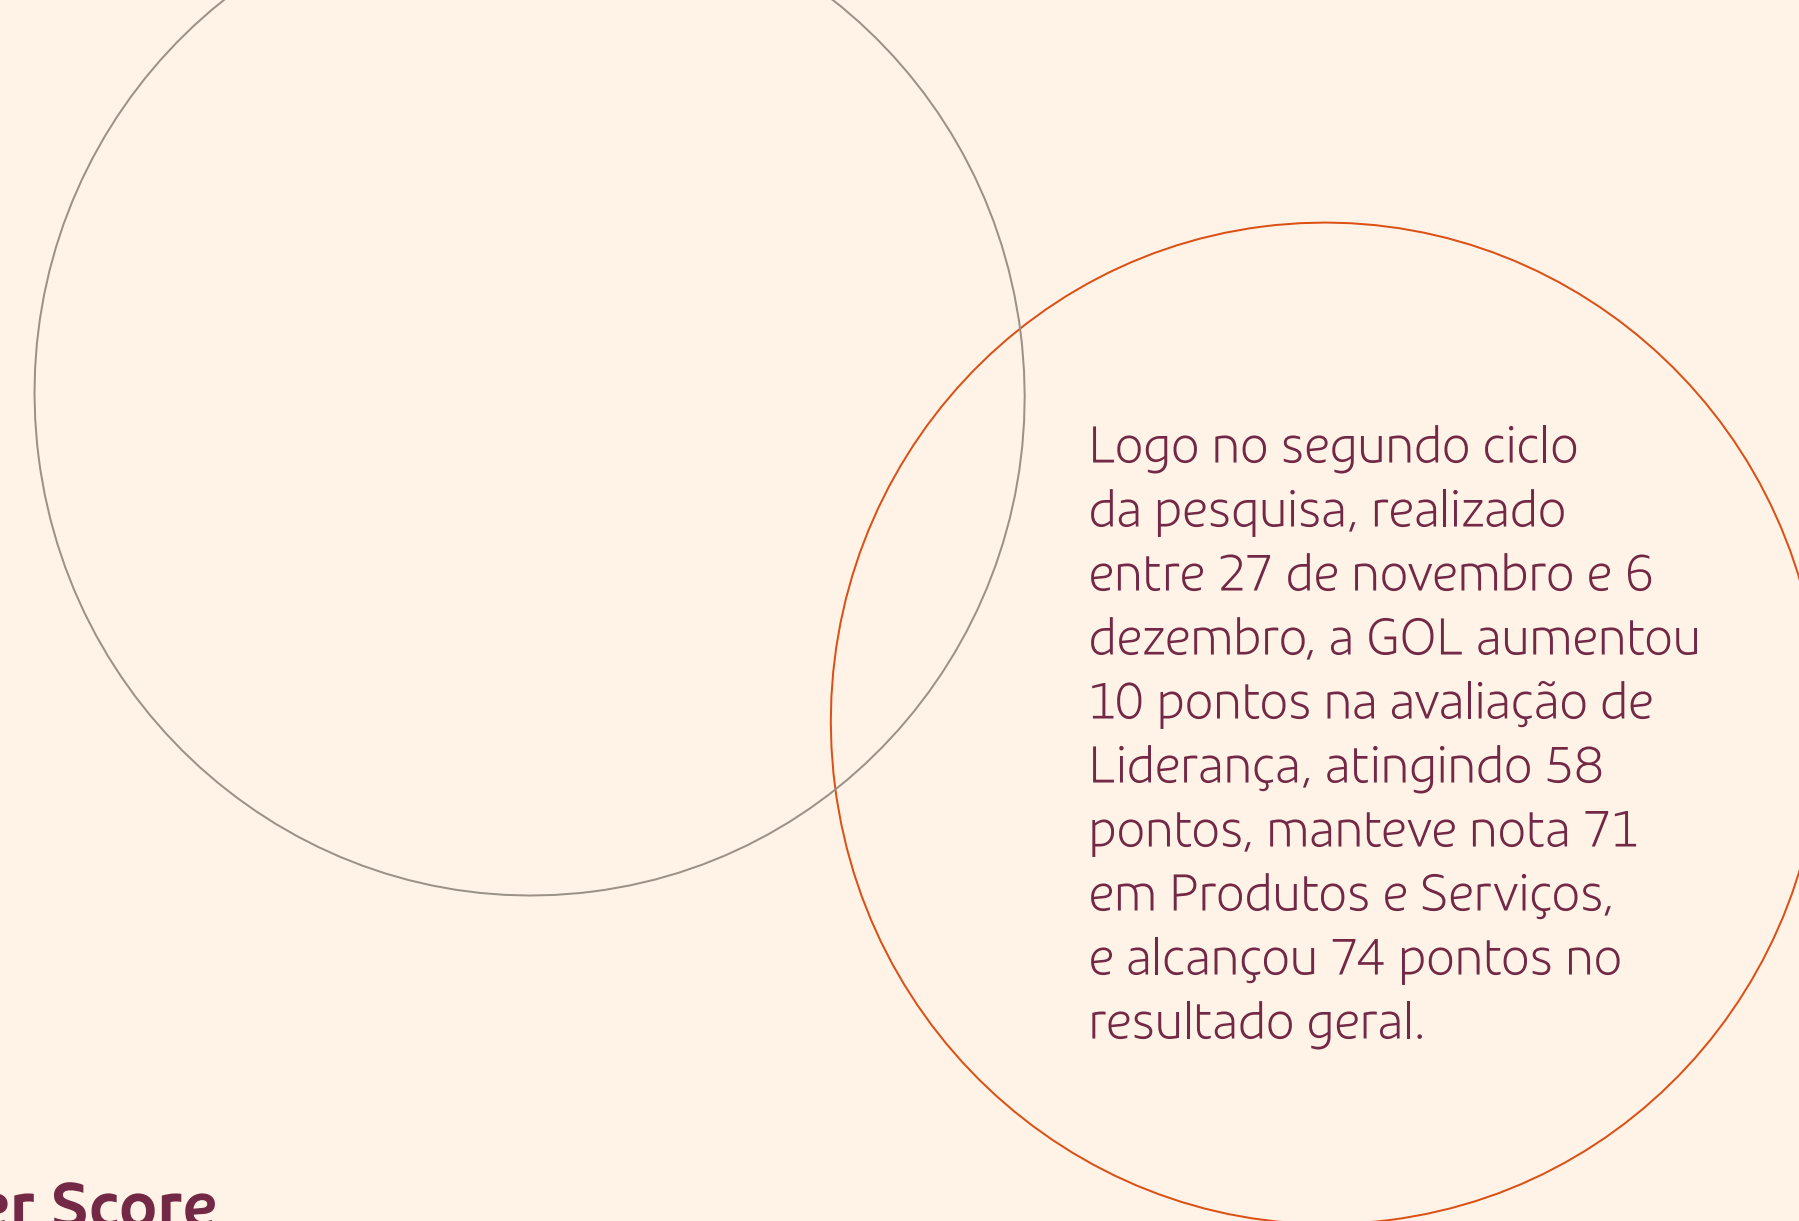 Logo no segundo ciclo
da pesquisa, realizado
entre 27 de novembro e 6
dezembro, a GOL aumentou
10 pontos na avaliação de
Liderança, atingindo 58
pontos, manteve nota 71
em Produtos e Serviços,
e alcançou 74 pontos no
resultado geral.
er Score